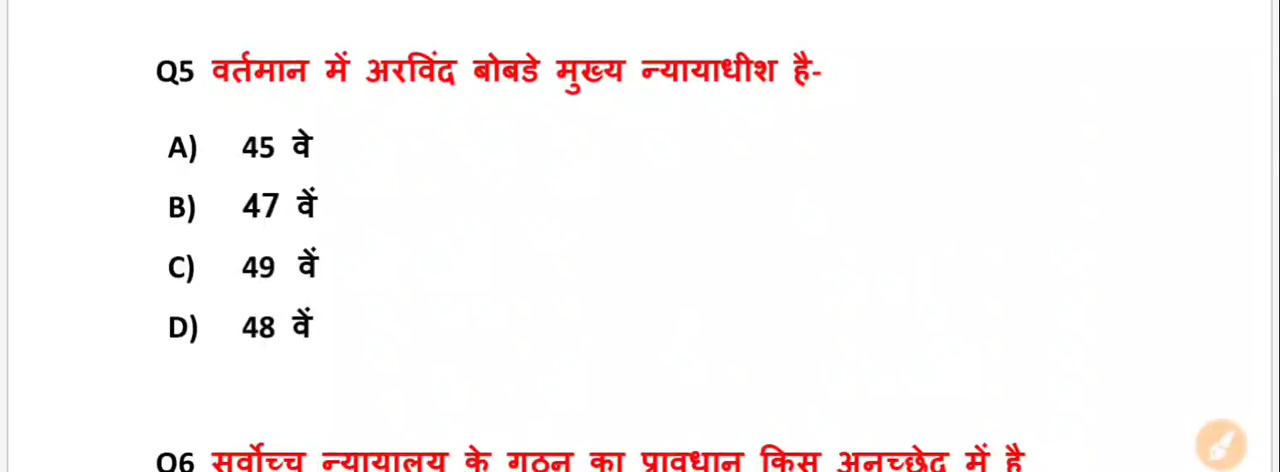 Q5 वर्तमान में अरविंद बोबडे मुख्य न्यायाधीश है-
A) 45 वे
B) 47 वें
C) 49 वें
D) 48 वें
Q6 सर्वोच्च न्यायालय के गठन का प्रावधान किस अनुच्छेद में है